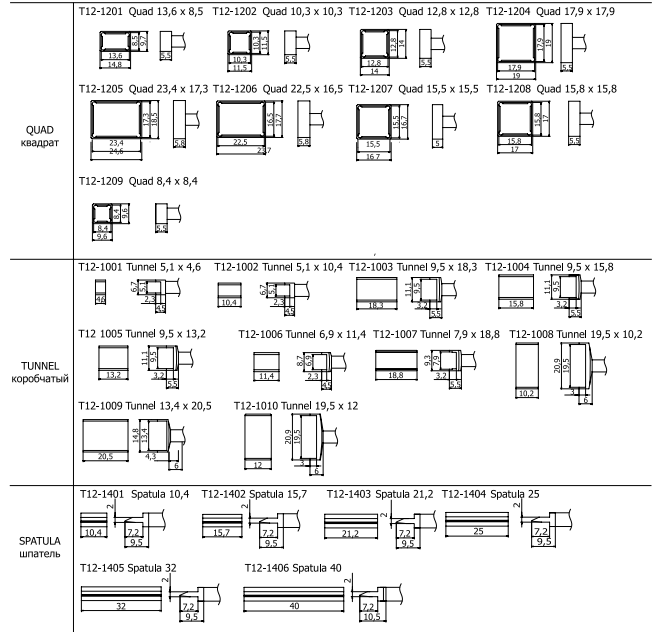 T12-1201 Quad 13,6 x 8,5 T12-1202 Quad 10,3 x 10,3 T12-1203 Quad 12,8 x 12,8 T12-1204 Quad 17,9 x 17,9
8,5 9,7 13,6 14,8 5,5
10,3 11,5 10,3 11,5 5,5
12,8 14 12,8 14 5,5
17,9 19 17,9 19 5,5
T12-1205 Quad 23,4 x 17,3 T12-1206 Quad 22,5 x 16,5 T12-1207 Quad 15,5 x 15,5 T12-1208 Quad 15,8 x 15,8
QUAD
квадрат
17,3 18,5 23,4 24,6 5,8
16,5 17,7 22,5 23,7 5,8
15,5 16,7 15,5 16 7 5
15,8 17 15,8 17 5,5
T12-1209 Quad 8,4 x 8,4
8,4 9,6 8,4 9,6 5,5
T12-1001 Tunnel 5,1 x 4,6 T12-1002 Tunnel 5,1 x 10,4 T12-1003 Tunnel 9,5 x 18,3 T12-1004 Tunnel 9,5 x 15,8
4,6 6,7 5,1 2,3 4,5
10,4 6,7 5,1 2,3 4,5
18,3 11,1 9,5 3,2 5,5
15,8 11,1 9,5 3,2 5,5
T12 1005 Tunnel 9,5 x 13,2 T12-1006 Tunnel 6,9 x 11,4 T12-1007 Tunnel 7,9 x 18,8 T12-1008 Tunnel 19,5 x 10,2
TUNNEL
коробчатый
13,2 11,1 9,5 3,2 5,5
11,4 8,7 6,9 2,3 4,5
18,8 9,3 7,9 3,2 5,5
10,2 20,9 19,5 3 6
T12-1009 Tunnel 13,4 x 20,5 T12-1010 Tunnel 19,5 x 12
20,5 14,8 13,4 4,3 6
12 20,9 19,5 3 6
T12-1401 Spatula 10,4 T12-1402 Spatula 15,7 T12-1403 Spatula 21,2 T12-1404 Spatula 25
10,4 2 7,2 9,5
15,7 2 7,2 9,5
21,2 2 7,2 9,5
25 2 7,2 9,5
SPATULA
шпатель
T12-1405 Spatula 32 T12-1406 Spatula 40
32 2 7,2 9,5
40 2 7,2 10,5